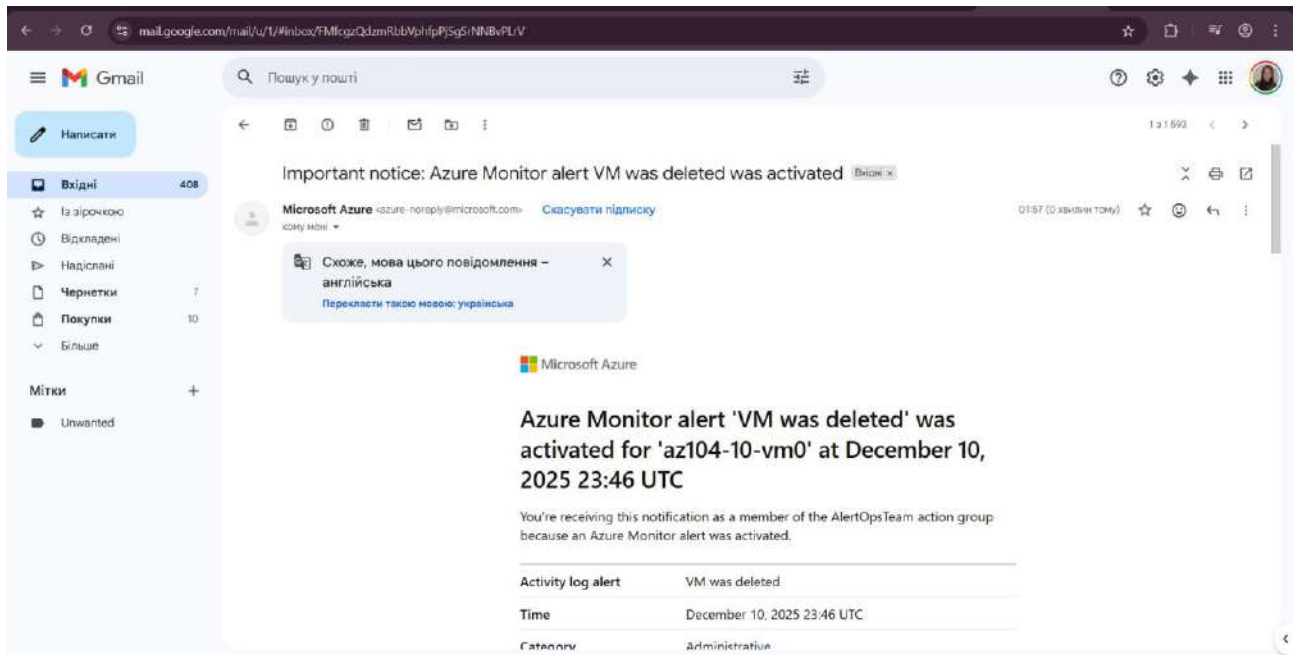 mail.google.com/mail/u/1/#inbox/FMfcgzQdzmRbbVphfpPjSgSrNNBvPLrV
Gmail
Пошук у пошті
Написати
1 з 1 693
Important notice: Azure Monitor alert VM was deleted was activated
Вхідні ×
Вхідні 408
Із зірочкою
Microsoft Azure <azure-noreply@microsoft.com> Скасувати підписку
01:57 (0 хвилин тому)
кому мені
Відкладені
Надіслані
Чернетки 7
Покупки 10
Більше
Схоже, мова цього повідомлення –
англійська
Перекласти такою мовою: українська
Мітки
Unwanted
Microsoft Azure
Azure Monitor alert 'VM was deleted' was
activated for 'az104-10-vm0' at December 10,
2025 23:46 UTC
You're receiving this notification as a member of the AlertOpsTeam action group
because an Azure Monitor alert was activated.
Activity log alert VM was deleted
Time December 10, 2025 23:46 UTC
Category Administrative